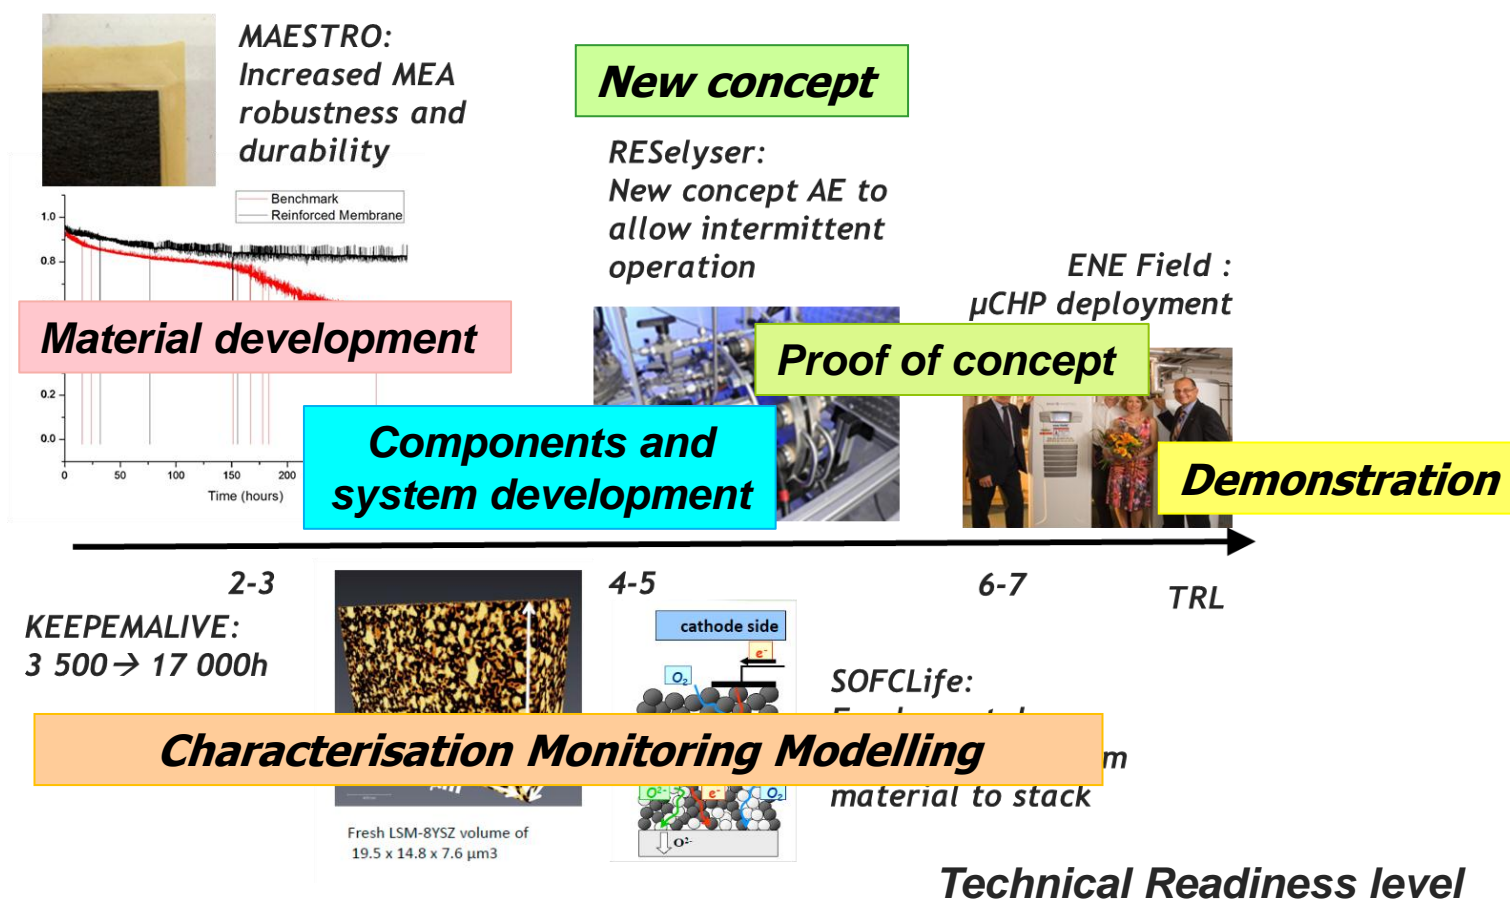 MAESTRO:
Increased MEA
robustness and
durability
New concept
RESelyser:
New concept AE to
allow intermittent
operation
ENE Field :
µCHP deployment
Benchmark
Reinforced Membrane
1.0
0.8
0.2
0.0
0
50
100
150
200
Time (hours)
Material development
Proof of concept
Components and
system development
Demonstration
2-3
4-5
6-7
TRL
KEEPEMALIVE:
3 500→ 17 000h
cathode side
e-
O2
SOFCLife:
Characterisation Monitoring Modelling
m
material to stack
O2-
e-
O2
O2-
Fresh LSM-8YSZ volume of
19.5 x 14.8 x 7.6 µm3
Technical Readiness level